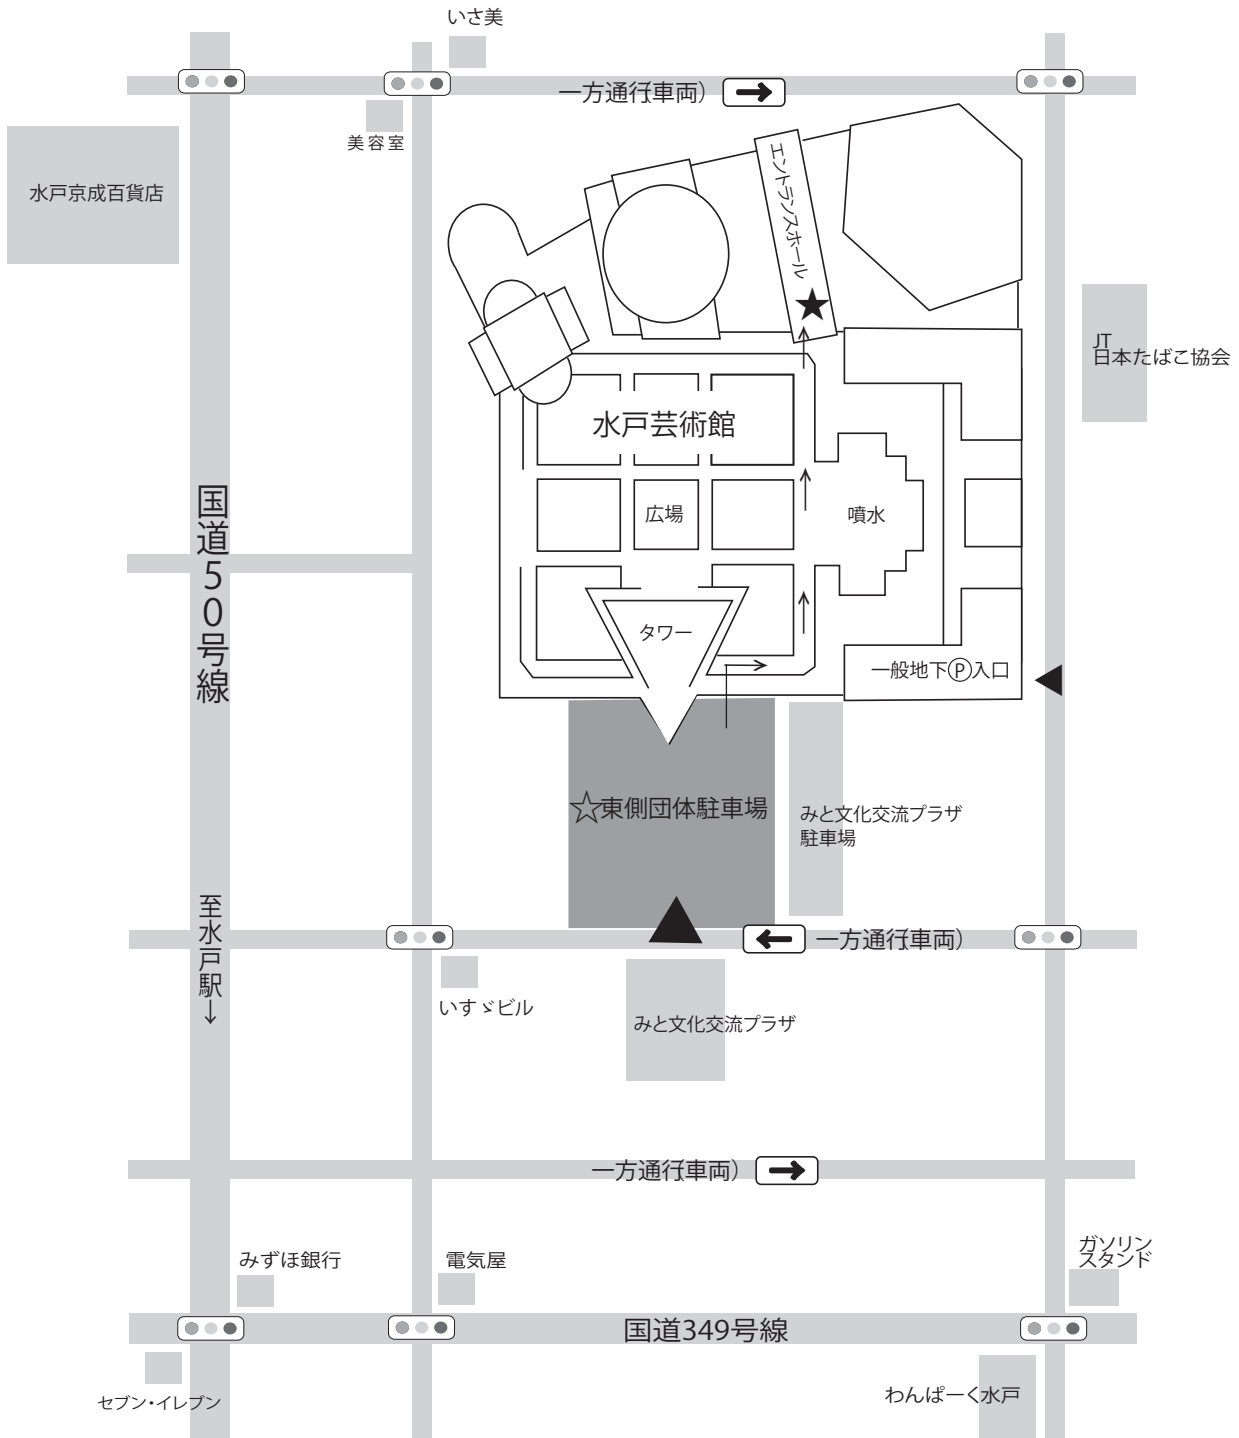 いさ美
一方通行(車両)
美容室
水戸京成百貨店
エントランスホール
★
JT
日本たばこ協会
水戸芸術館
国道50号線
広場
噴水
タワー
一般地下Ⓟ入口
☆東側団体駐車場
みと文化交流プラザ
駐車場
至水戸駅↓
一方通行(車両)
いすゞビル
みと文化交流プラザ
一方通行(車両)
みずほ銀行
電気屋
ガソリン
スタンド
国道349号線
セブン・イレブン
わんぱーく水戸